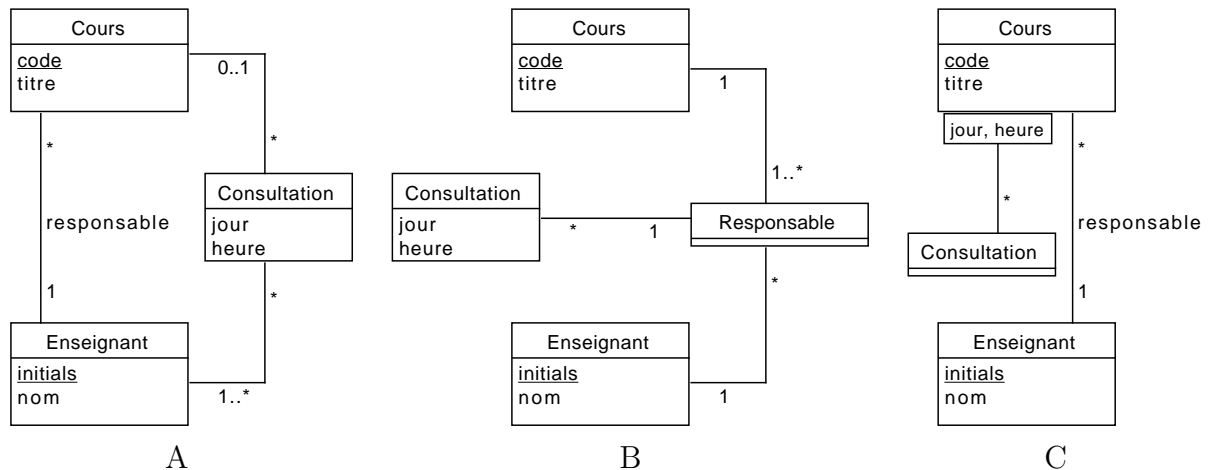 Cours
code
titre
0..1
*
*
Consultation
jour
heure
responsable
*
1
Enseignant
initials
nom
1..*
A
Cours
code
titre
1
1..*
Consultation
jour
heure
*
1
Responsable
*
Enseignant
initials
nom
1
B
Cours
code
titre
jour, heure
*
*
responsable
Consultation
1
Enseignant
initials
nom
C